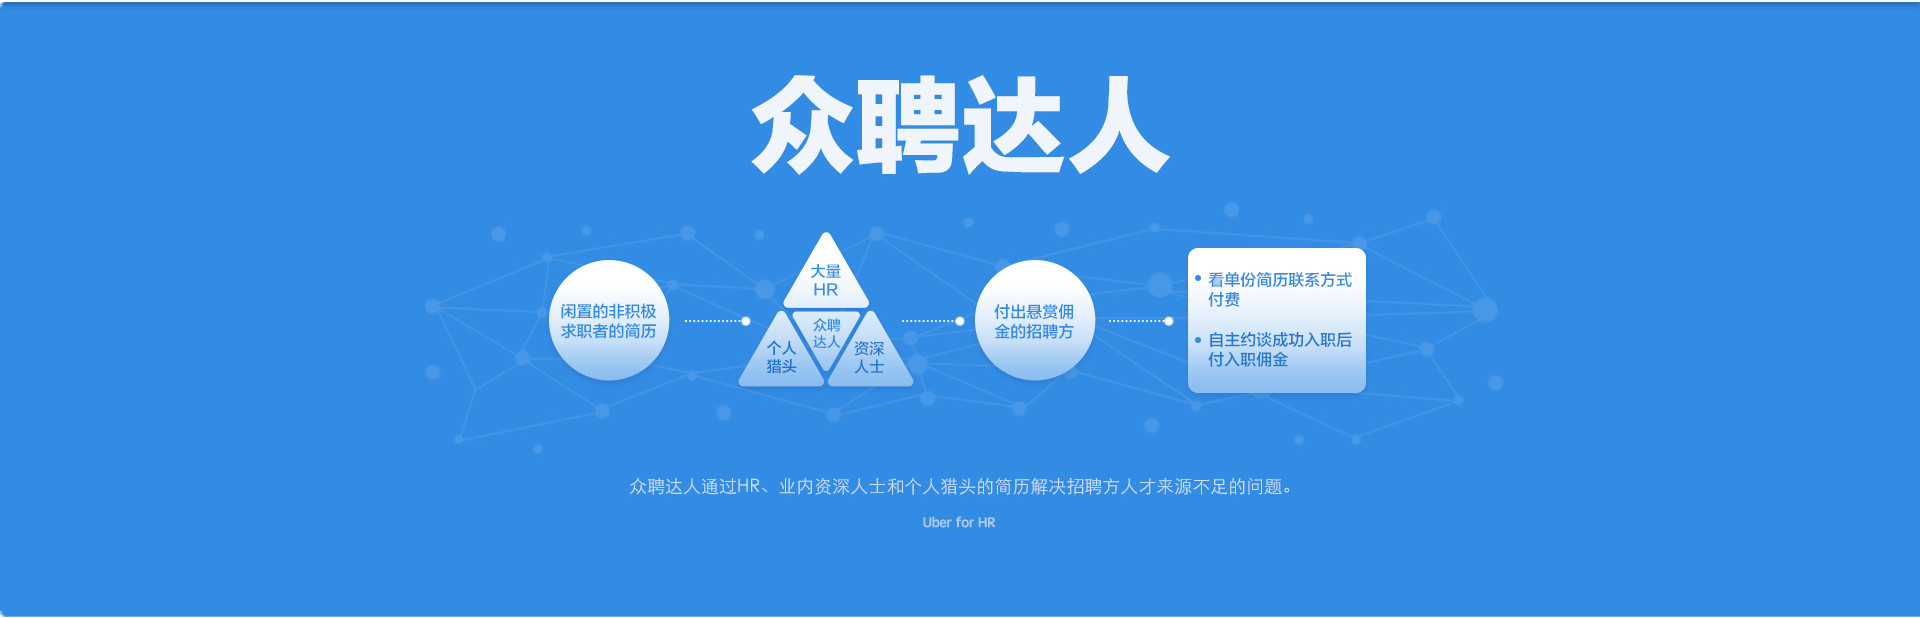 众聘达人
闲置的非积极
求职者的简历
大量
HR
众聘
达人
个人
猎头
资深
人士
付出悬赏佣
金的招聘方
看单份简历联系方式
付费
自主约谈成功入职后
付入职佣金
众聘达人通过HR、业内资深人士和个人猎头的简历解决招聘方人才来源不足的问题。
Uber for HR